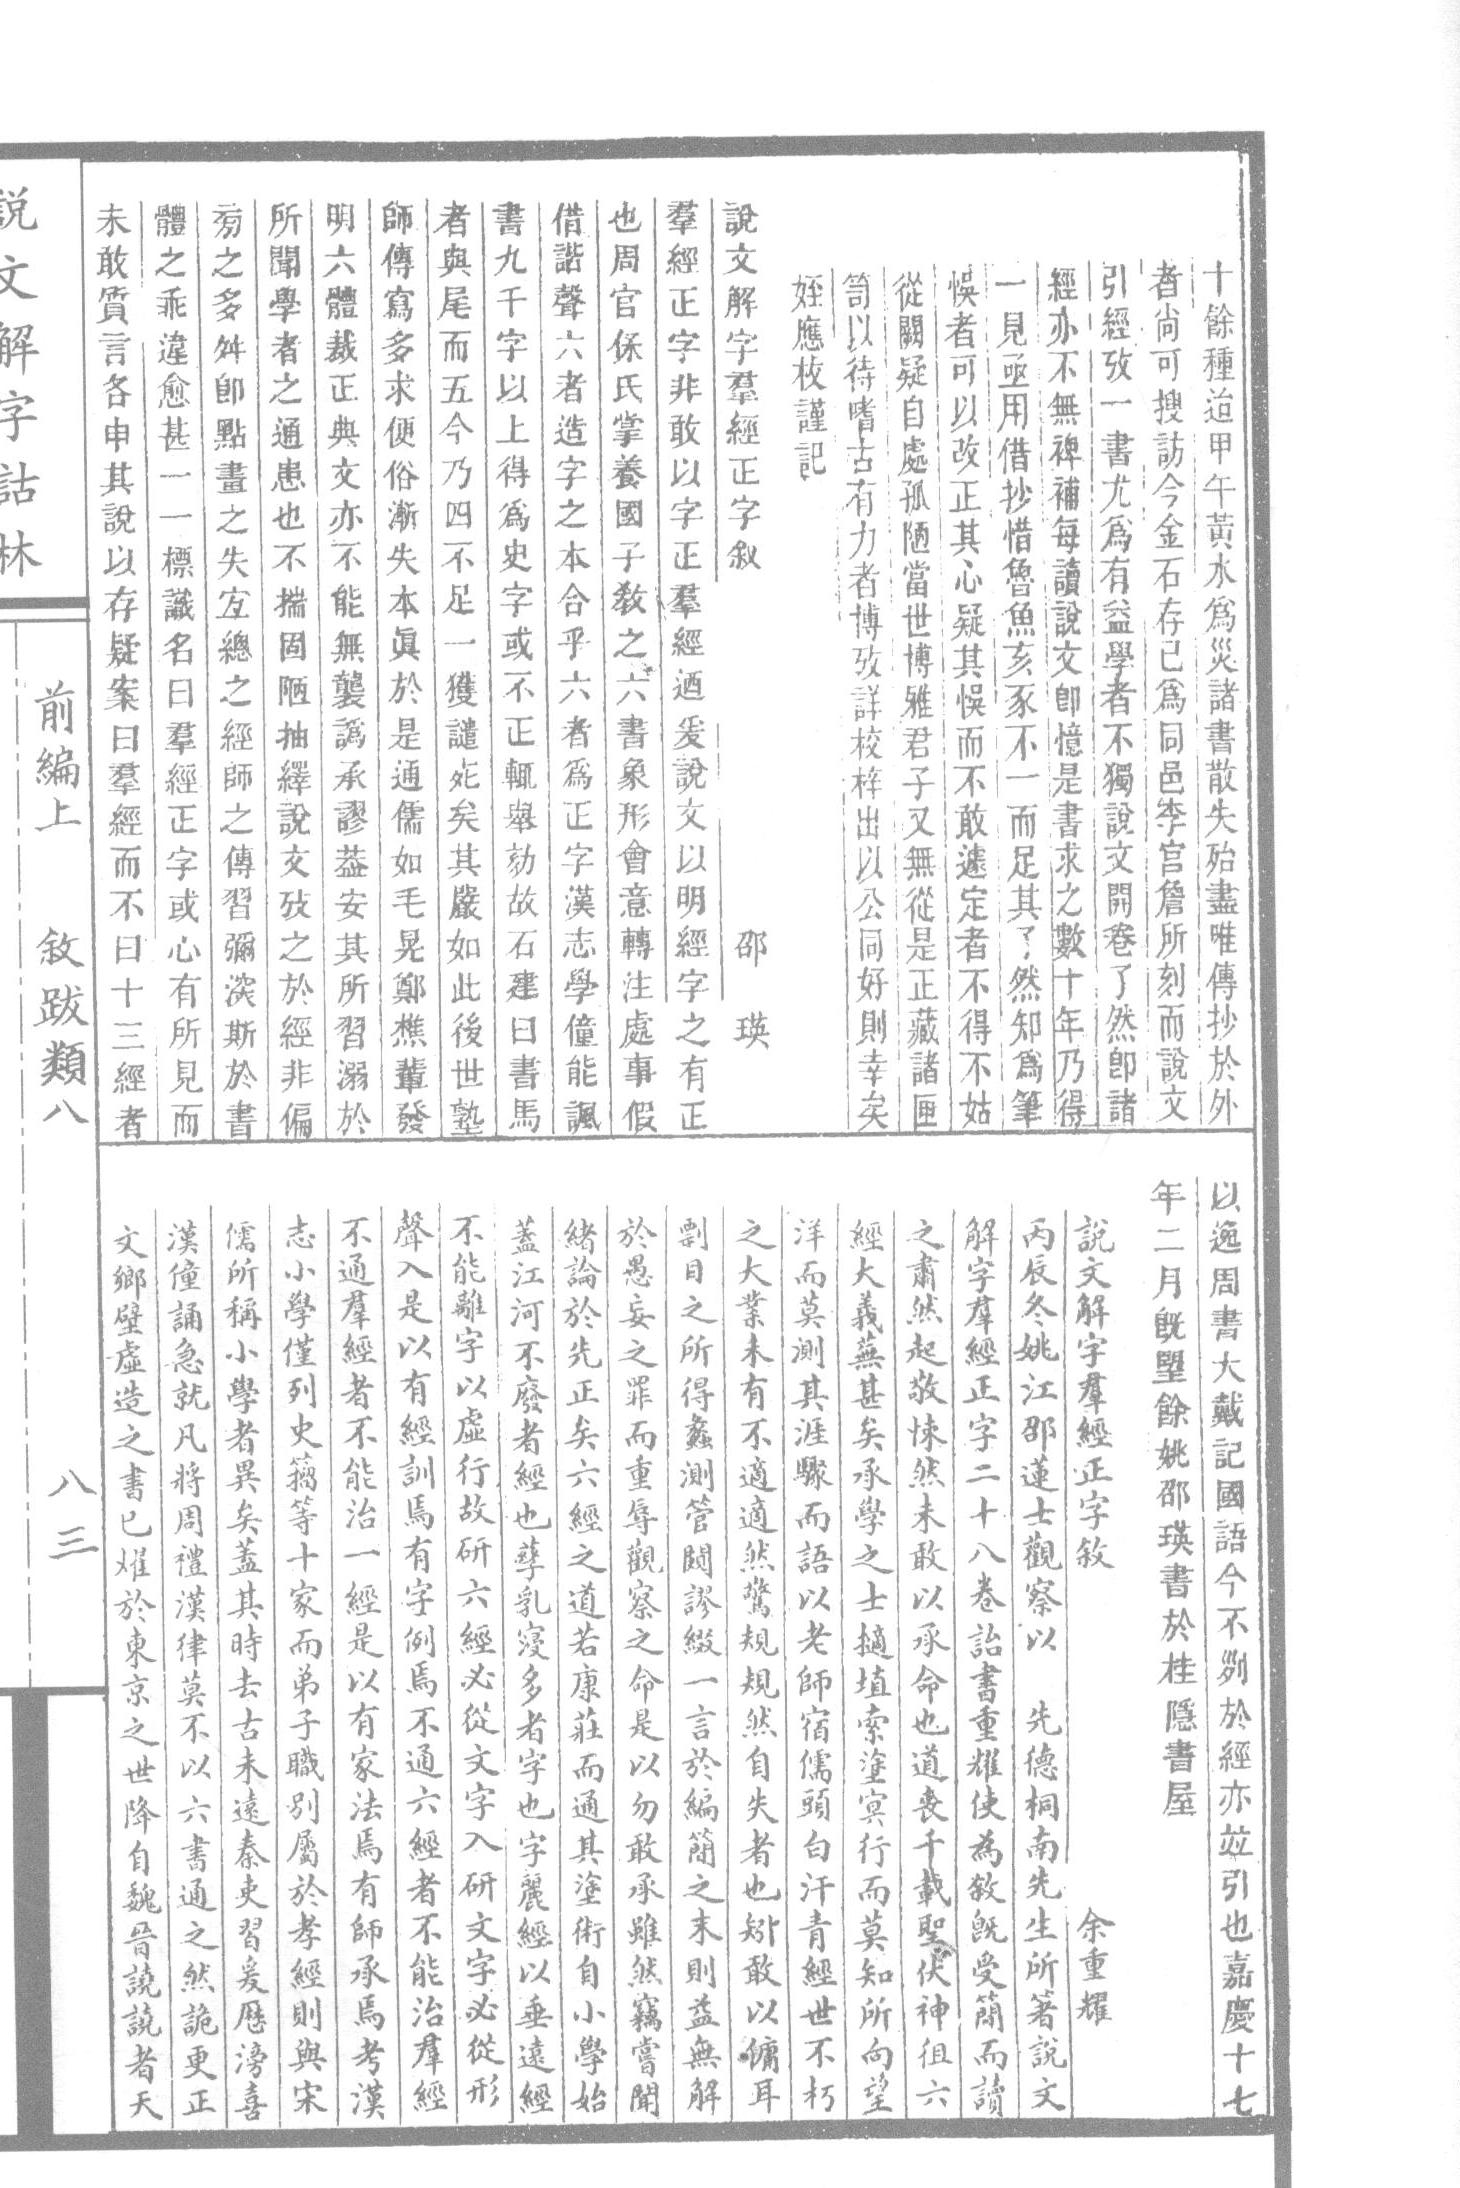 十餘種迨甲午黃水爲災諸書散失殆盡唯傳抄於外
者尚可搜訪今金石存已爲同邑李宫詹所刻而說文
引經攷一書尤爲有益學者不獨說文開卷了然卽諸
經亦不無裨補每讀說文卽憶是書求之數十年乃得
一見亟用借抄惜魯魚亥豕不一而足其了然知爲筆
悞者可以改正其心疑其悞而不敢遽定者不得不姑
從闕疑自處孤陋當世博雅君子又無從是正藏諸匣
笥以待嗜古有力者博攷詳校梓出以公同好則幸矣
姪應枚謹記
說文解字羣經正字叙　邵瑛
羣經正字非敢以字正羣經迺爰說文以明經字之有正
也周官保氏掌養國子敎之六書象形會意轉注處事假
借諧聲六者造字之本合乎六者爲正字漢志學僮能諷
書九千字以上得爲史字或不正輒舉劾故石建曰書馬
者與尾而五今乃四不足一獲譴死矣其嚴如此後世塾
師傳寫多求便俗漸失本眞於是通儒如毛晃鄭樵輩發
明六體裁正典文亦不能無襲譌承謬葢安其所習溺於
所聞學者之通患也不揣固陋抽繹說文攷之於經非偏
旁之多舛卽點畫之失宐總之經師之傳習彌㴱斯於書
體之乖違愈甚一一標識名曰羣經正字或心有所見而
未敢質言各申其說以存疑案曰羣經而不曰十三經者
以逸周書大戴記國語今不列於經亦竝引也嘉慶十七
年二月旣朢餘姚邵瑛書於桂隱書屋
說文解字羣經正字敘　余重耀
丙辰冬姚江邵蓮士觀察以　先德桐南先生所著說文
解字羣經正字二十八卷詒書重耀使為敘旣受簡而讀
之肅然起敬悚然未敢以承命也道喪千載聖伏神徂六
經大義蕪甚矣承學之士擿埴索塗冥行而莫知所向望
洋而莫測其涯驟而語以老師宿儒頭白汗青經世不朽
之大業未有不適適然驚規規然自失者也矧敢以傭耳
剽目之所得蠡測管闚謬綴一言於編簡之末則益無解
於愚妄之罪而重辱觀察之命是以勿敢承雖然竊嘗聞
緒論於先正矣六經之道若康莊而通其塗術自小學始
蓋江河不廢者經也孳乳寖多者字也字麗經以垂遠經
不能離字以虛行故研六經必從文字入研文字必從形
聲入是以有經訓焉有字例焉不通六經者不能治羣經
不通羣經者不能治一經是以有家法焉有師承焉考漢
志小學僅列史籀等十家而弟子職別屬於孝經則與宋
儒所稱小學者異矣蓋其時去古未遠秦吏習爰歷滂喜
漢僮誦急就凡將周禮漢律莫不以六書通之然詭更正
文鄉壁虛造之書已熾於東京之世降自魏晉譊譊者天
說文解字詁林
前編上　敘跋類八
八三